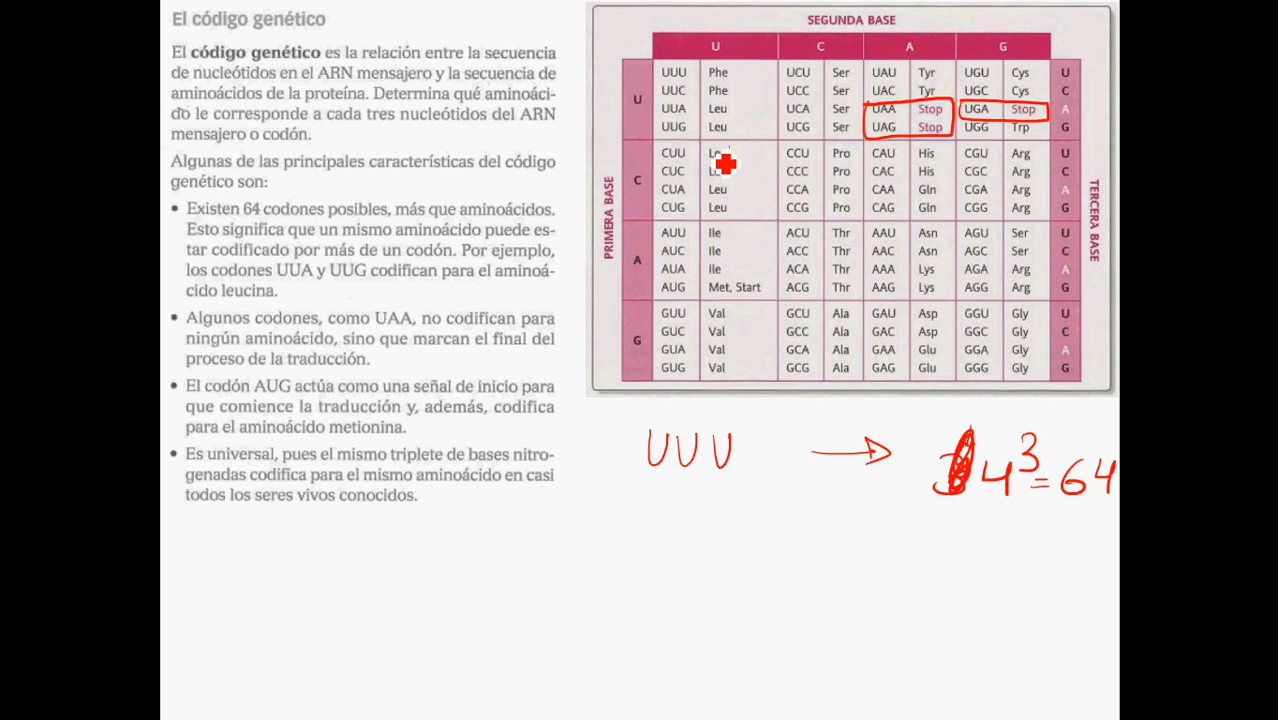 El código genético
El código genético es la relación entre la secuencia
de nucleótidos en el ARN mensajero y la secuencia de
aminoácidos de la proteína. Determina qué aminoáci-
do le corresponde a cada tres nucleótidos del ARN
mensajero o codón.
Algunas de las principales características del código
genético son:
• Existen 64 codones posibles, más que aminoácidos.
Esto significa que un mismo aminoácido puede es-
tar codificado por más de un codón. Por ejemplo,
los codones UUA y UUG codifican para el aminoá-
cido leucina.
• Algunos codones, como UAA, no codifican para
ningún aminoácido, sino que marcan el final del
proceso de la traducción.
• El codón AUG actúa como una señal de inicio para
que comience la traducción y, además, codifica
para el aminoácido metionina.
• Es universal, pues el mismo triplete de bases nitro-
genadas codifica para el mismo aminoácido en casi
todos los seres vivos conocidos.
SEGUNDA BASE
U C A G
PRIMERA BASE
TERCERA BASE
U
UUU Phe UCU Ser UAU Tyr UGU Cys U
UUC Phe UCC Ser UAC Tyr UGC Cys C
UUA Leu UCA Ser UAA Stop UGA Stop A
UUG Leu UCG Ser UAG Stop UGG Trp G
C
CUU CCU Pro CAU His CGU Arg U
CUC CCC Pro CAC His CGC Arg C
CUA Leu CCA Pro CAA Gln CGA Arg A
CUG Leu CCG Pro CAG Gln CGG Arg G
A
AUU Ile ACU Thr AAU Asn AGU Ser U
AUC Ile ACC Thr AAC Asn AGC Ser C
AUA Ile ACA Thr AAA Lys AGA Arg A
AUG Met, Start ACG Thr AAG Lys AGG Arg G
G
GUU Val GCU Ala GAU Asp GGU Gly U
GUC Val GCC Ala GAC Asp GGC Gly C
GUA Val GCA Ala GAA Glu GGA Gly A
GUG Val GCG Ala GAG Glu GGG Gly G
UUU → 4³=64